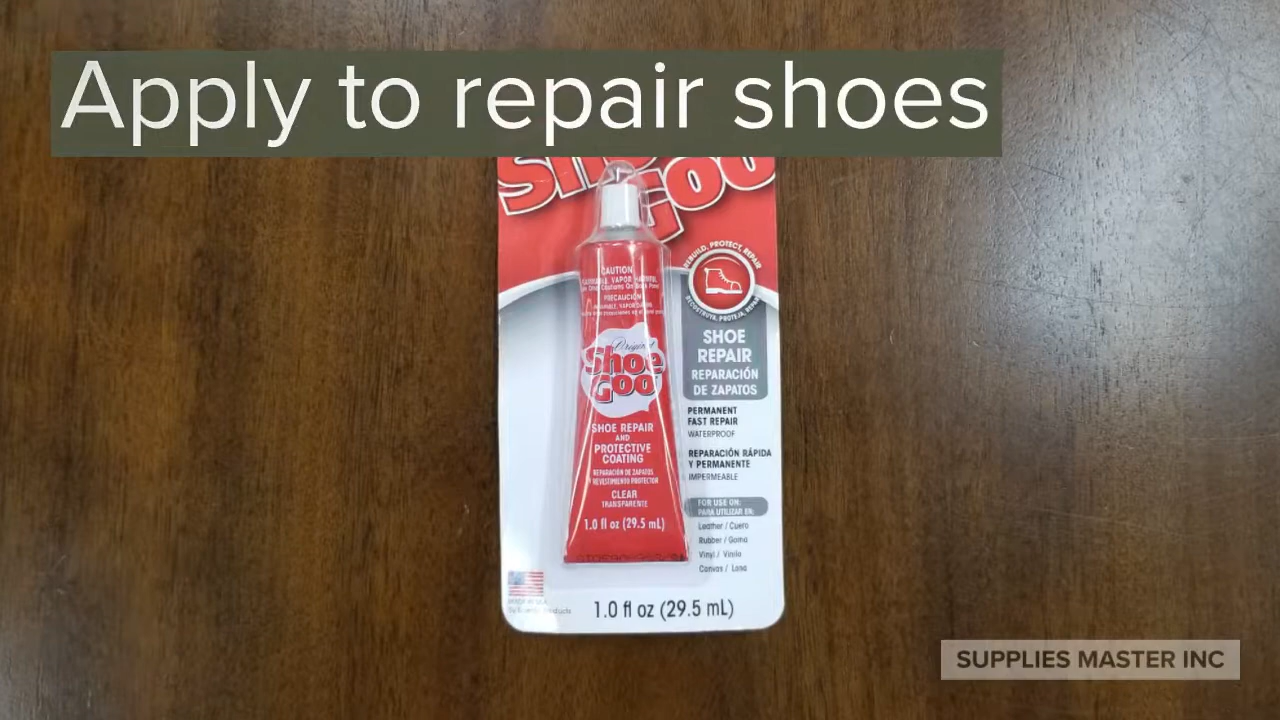 Apply to repair shoes
Shoe
Goo
REBUILD, PROTECT, REPAIR
RECONSTRUYA, PROTEJA, REPARE
CAUTION
PRECAUCIÓN
Original
Shoe
Goo
SHOE REPAIR
AND
PROTECTIVE
COATING
REPARACIÓN DE ZAPATOS
Y REVESTIMIENTO PROTECTOR
CLEAR
TRANSPARENTE
1.0 fl oz (29.5 mL)
SHOE
REPAIR
REPARACIÓN
DE ZAPATOS
PERMANENT
FAST REPAIR
WATERPROOF
REPARACIÓN RÁPIDA
Y PERMANENTE
IMPERMEABLE
FOR USE ON:
PARA UTILIZAR EN:
Leather / Cuero
Rubber / Goma
Vinyl / Vinilo
Canvas / Lona
1.0 fl oz (29.5 mL)
SUPPLIES MASTER INC